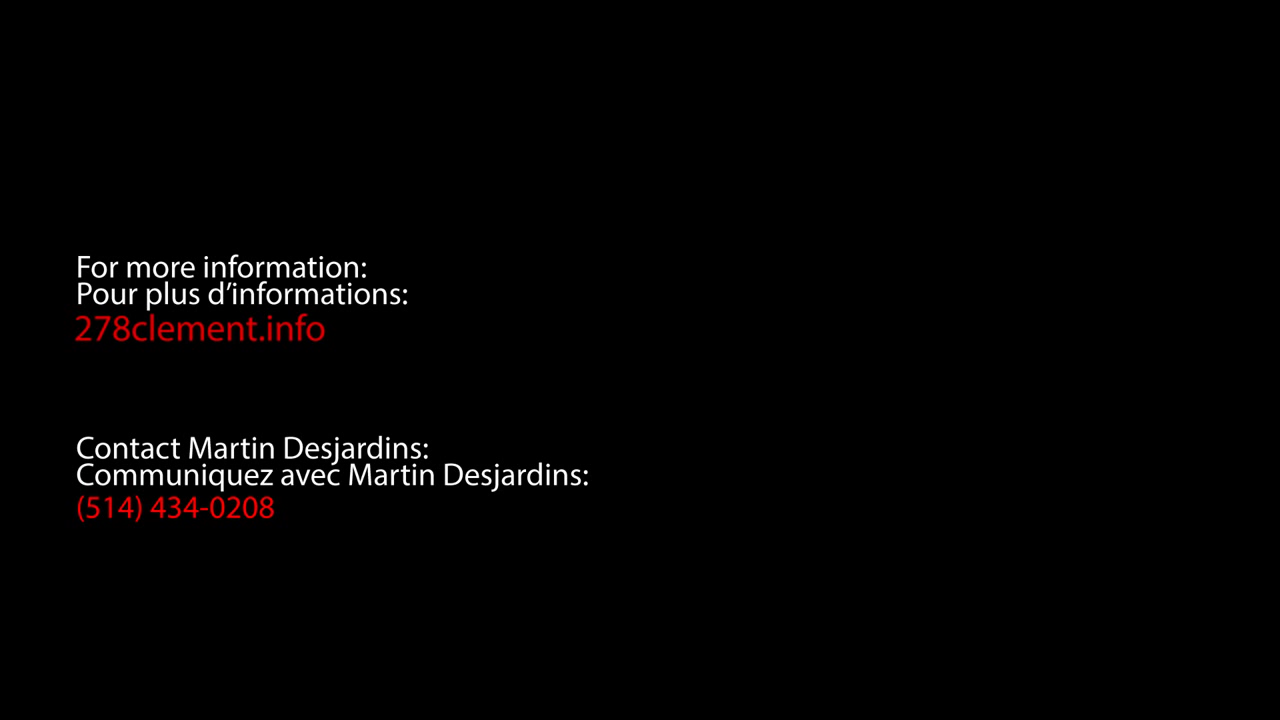 For more information:
Pour plus d’informations:
278clement.info
Contact Martin Desjardins:
Communiquez avec Martin Desjardins:
(514) 434-0208